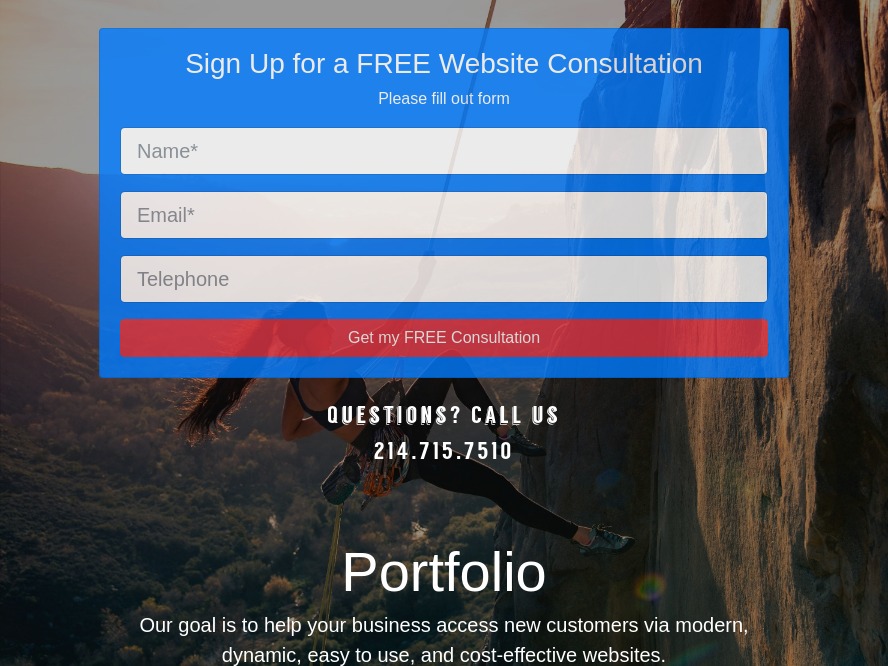 Sign Up for a FREE Website Consultation
Please fill out form
Name*
Email*
Telephone
Get my FREE Consultation
QUESTIONS? CALL US
214.715.7510
Portfolio
Our goal is to help your business access new customers via modern,
dynamic, easy to use, and cost-effective websites.